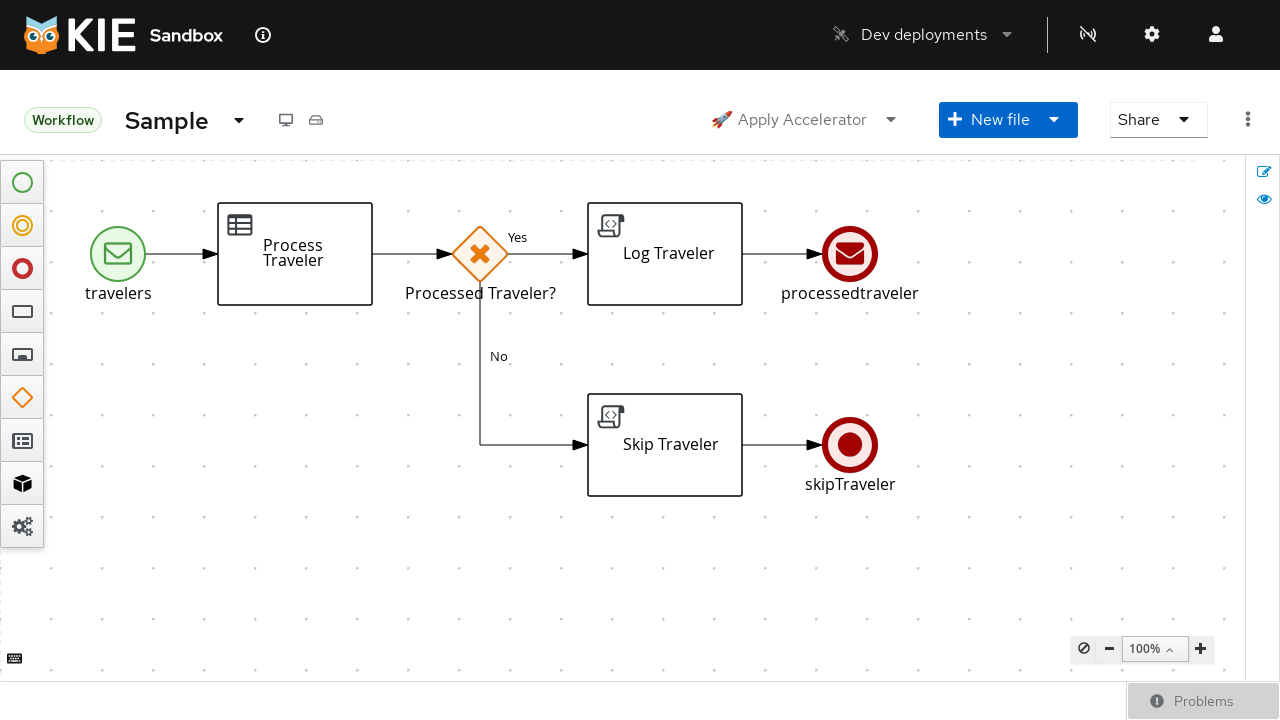 KIE Sandbox
Dev deployments
Workflow
Sample
🚀 Apply Accelerator
New file
Share
travelers
Process
Traveler
Processed Traveler?
Yes
No
Log Traveler
processedtraveler
Skip Traveler
skipTraveler
100%
Problems